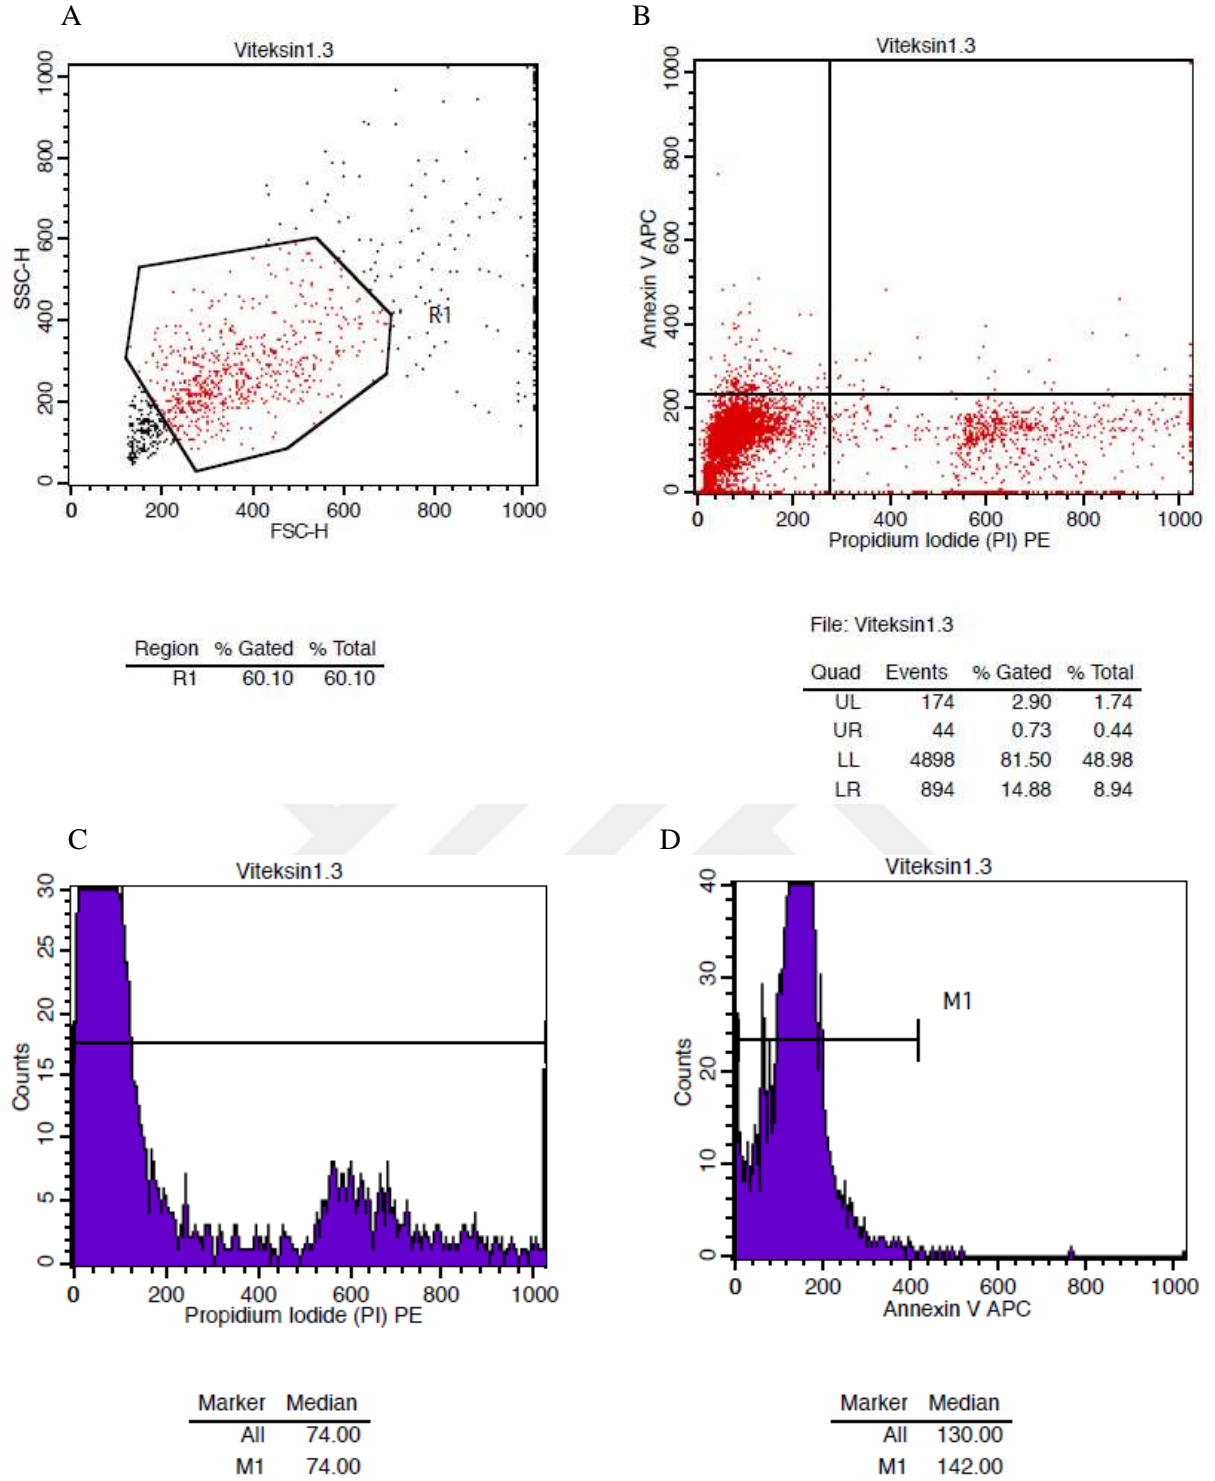 A
Viteksin1.3
1000
800
600
400
200
0
SSC-H
R1
0 200 400 600 800 1000
FSC-H
Region % Gated % Total
R1 60.10 60.10
B
Viteksin1.3
1000
800
600
400
200
0
Annexin V APC
0 200 400 600 800 1000
Propidium Iodide (PI) PE
File: Viteksin1.3
Quad Events % Gated % Total
UL 174 2.90 1.74
UR 44 0.73 0.44
LL 4898 81.50 48.98
LR 894 14.88 8.94
C
Viteksin1.3
30
25
20
15
10
5
0
Counts
0 200 400 600 800 1000
Propidium Iodide (PI) PE
Marker Median
All 74.00
M1 74.00
D
Viteksin1.3
40
30
20
10
0
Counts
M1
0 200 400 600 800 1000
Annexin V APC
Marker Median
All 130.00
M1 142.00